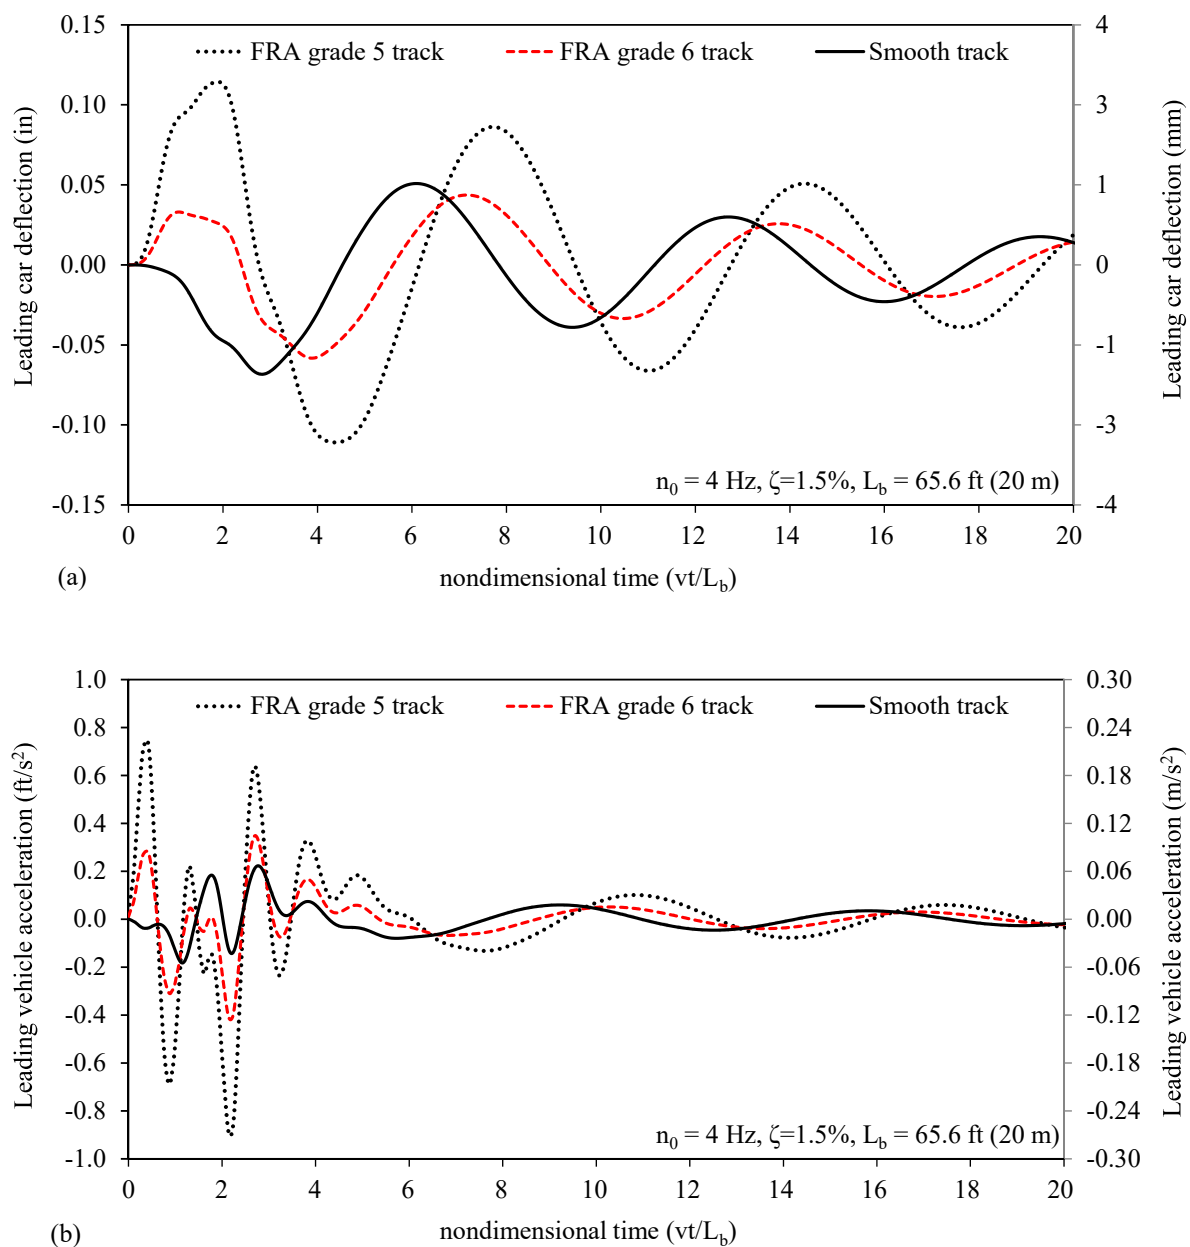 0.15
0.10
0.05
0.00
-0.05
-0.10
-0.15
Leading car deflection (in)
FRA grade 5 track
FRA grade 6 track
Smooth track
4
3
1
0
-1
-3
-4
Leading car deflection (mm)
n₀ = 4 Hz, ζ=1.5%, L_b = 65.6 ft (20 m)
0 2 4 6 8 10 12 14 16 18 20
(a)
nondimensional time (vt/L_b)
1.0
0.8
0.6
0.4
0.2
0.0
-0.2
-0.4
-0.6
-0.8
-1.0
Leading vehicle acceleration (ft/s²)
FRA grade 5 track
FRA grade 6 track
Smooth track
0.30
0.24
0.18
0.12
0.06
0.00
-0.06
-0.12
-0.18
-0.24
-0.30
Leading vehicle acceleration (m/s²)
n₀ = 4 Hz, ζ=1.5%, L_b = 65.6 ft (20 m)
0 2 4 6 8 10 12 14 16 18 20
(b)
nondimensional time (vt/L_b)